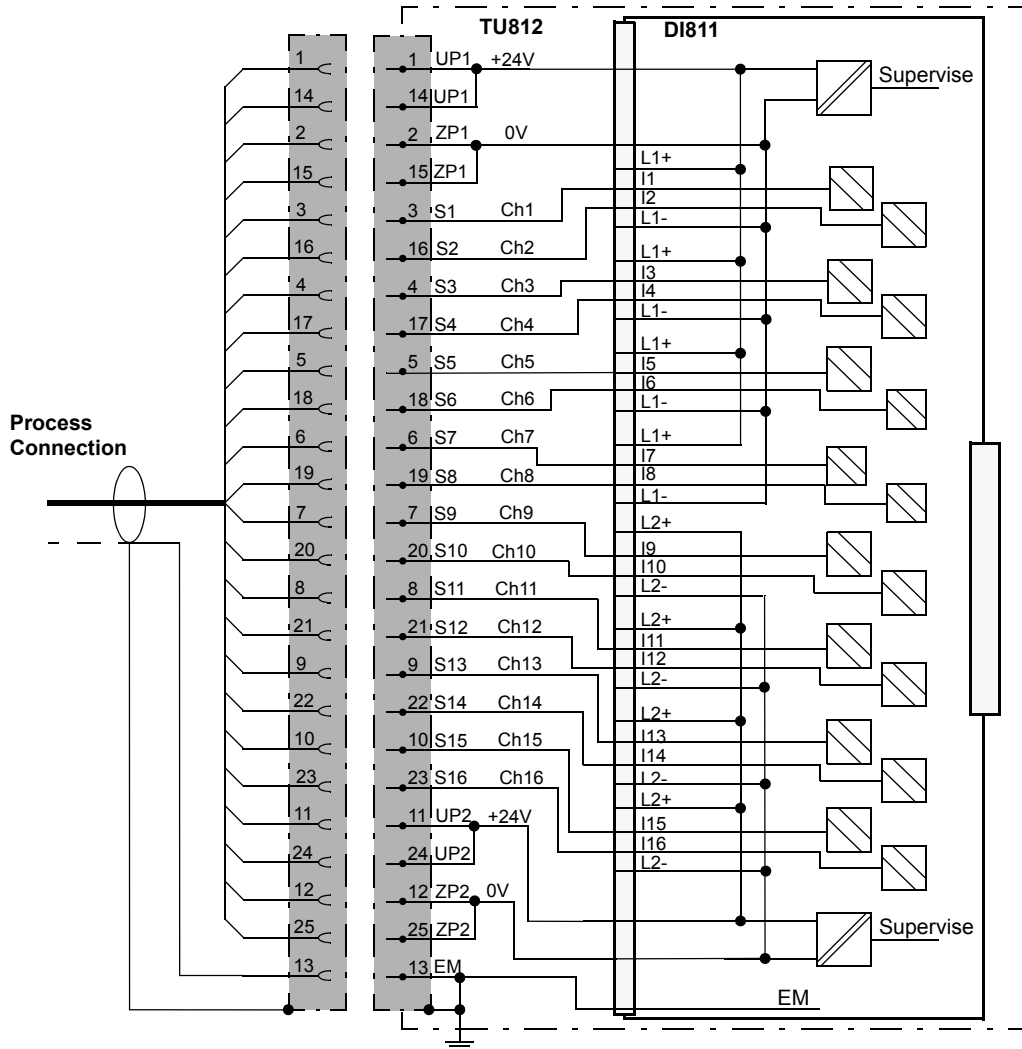 TU812
DI811
1
1 UP1 +24V
Supervise
14
14 UP1
2
2 ZP1 0V
15
15 ZP1
L1+
I1
I2
L1-
3
3 S1 Ch1
16
16 S2 Ch2
L1+
I3
I4
L1-
4
4 S3 Ch3
17
17 S4 Ch4
L1+
I5
I6
L1-
5
5 S5 Ch5
18
18 S6 Ch6
Process
Connection
L1+
I7
I8
L1-
6
6 S7 Ch7
19
19 S8 Ch8
7
7 S9 Ch9
L2+
I9
I10
L2-
20
20 S10 Ch10
8
8 S11 Ch11
L2+
I11
I12
L2-
21
21 S12 Ch12
9
9 S13 Ch13
22
22 S14 Ch14
L2+
I13
I14
L2-
10
10 S15 Ch15
23
23 S16 Ch16
L2+
I15
I16
L2-
11
11 UP2 +24V
24
24 UP2
12
12 ZP2 0V
25
25 ZP2
Supervise
13
13 EM
EM